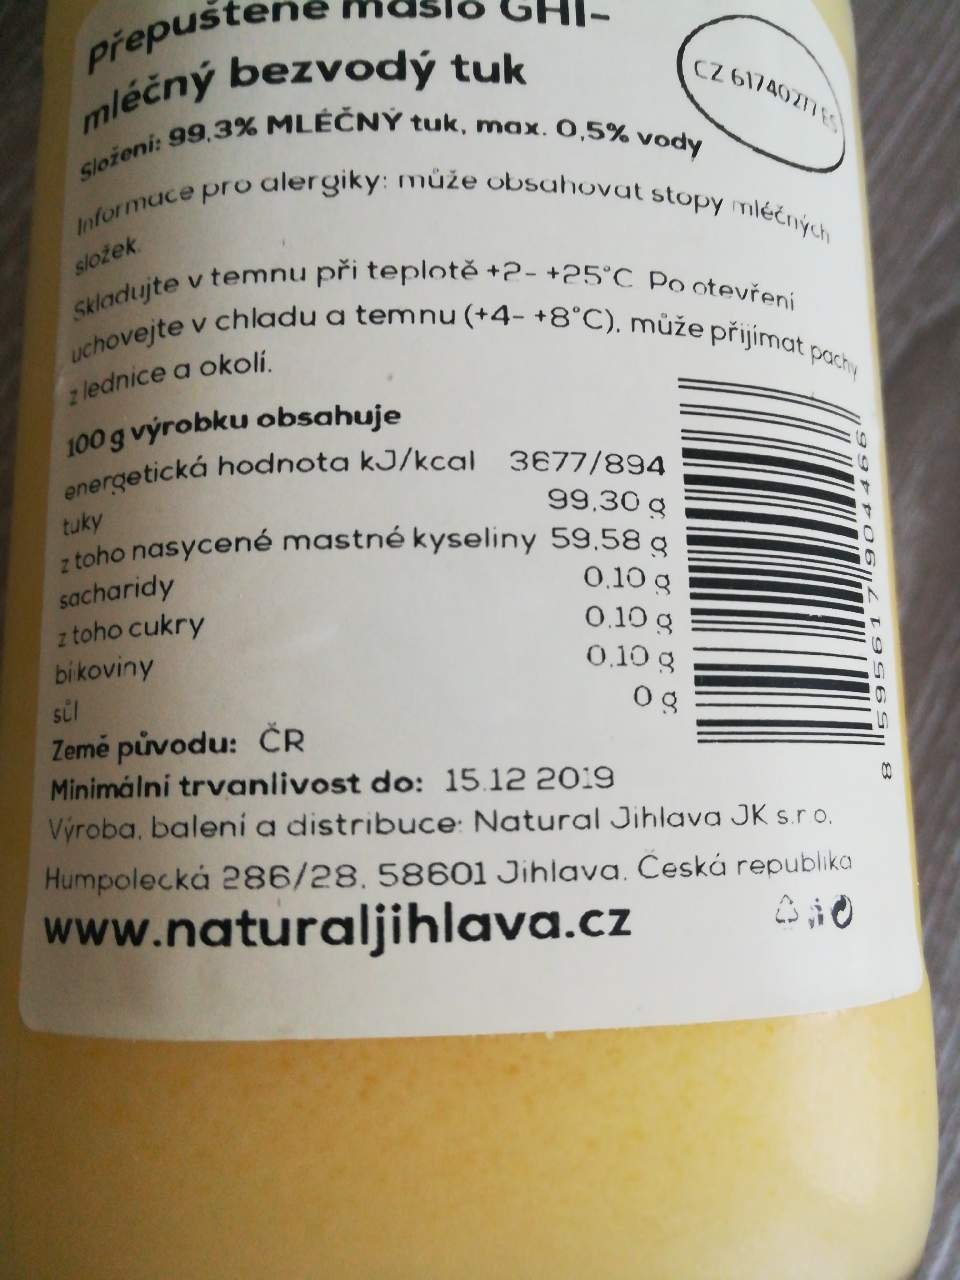 Přepuštěné máslo GHI-
mléčný bezvodý tuk
CZ 61740277 ES
Složení: 99,3% MLÉČNÝ tuk, max. 0,5% vody
Informace pro alergiky: může obsahovat stopy mléčných
složek.
Skladujte v temnu při teplotě +2- +25°C Po otevření
uchovejte v chladu a temnu (+4- +8°C), může přijímat pachy
z lednice a okolí.
100 g výrobku obsahuje
energetická hodnota kJ/kcal 3677/894
tuky 99.30 g
z toho nasycené mastné kyseliny 59.58 g
sacharidy 0.10 g
z toho cukry 0.10 g
bílkoviny 0.10 g
sůl 0 g
Země původu: ČR
Minimální trvanlivost do: 15.12 2019
Výroba, balení a distribuce: Natural Jihlava JK s.r.o.
Humpolecká 286/28, 58601 Jihlava, Česká republika
www.naturaljihlava.cz
8 595617 904466